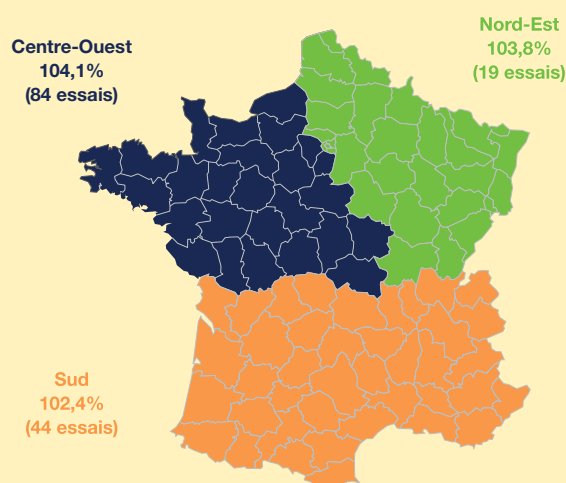 Centre-Ouest
104,1%
(84 essais)
Nord-Est
103,8%
(19 essais)
Sud
102,4%
(44 essais)